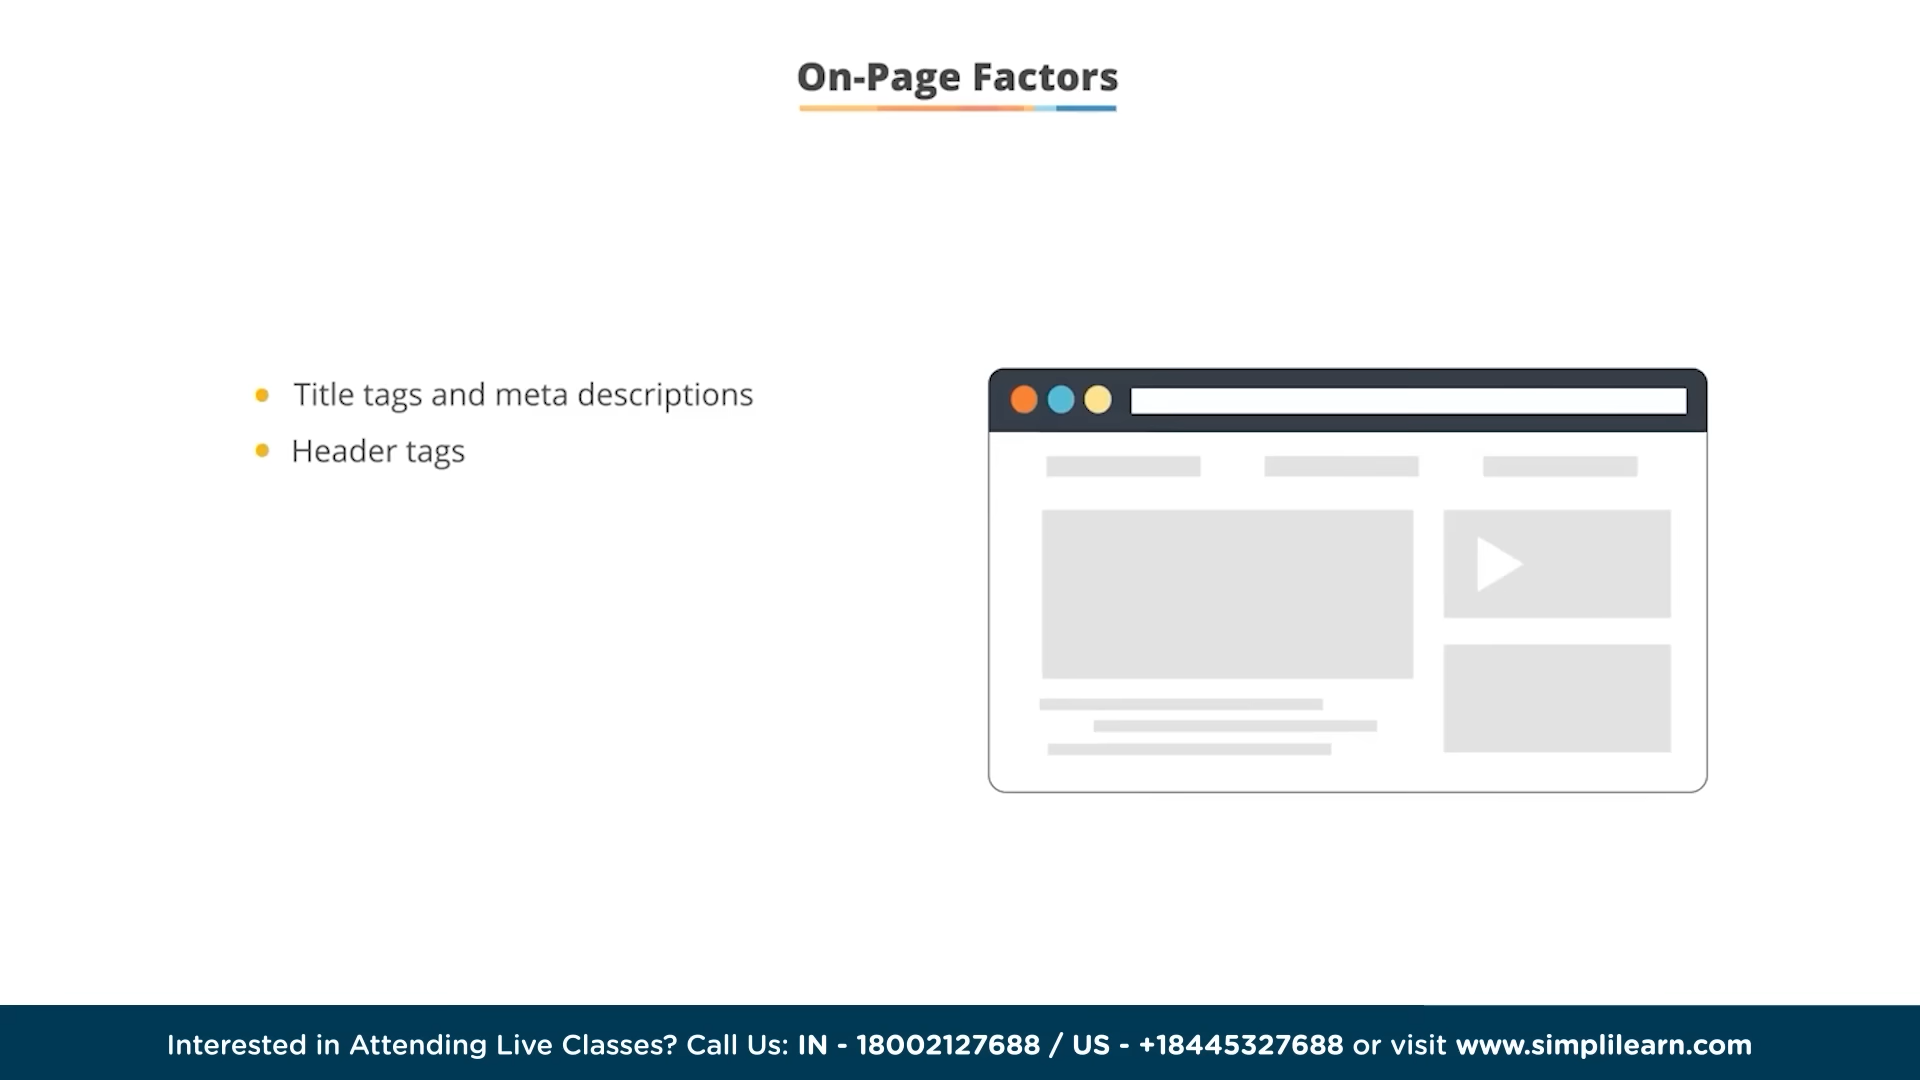 On-Page Factors
Title tags and meta descriptions
Header tags
Interested in Attending Live Classes? Call Us: IN - 18002127688 / US - +18445327688 or visit www.simplilearn.com